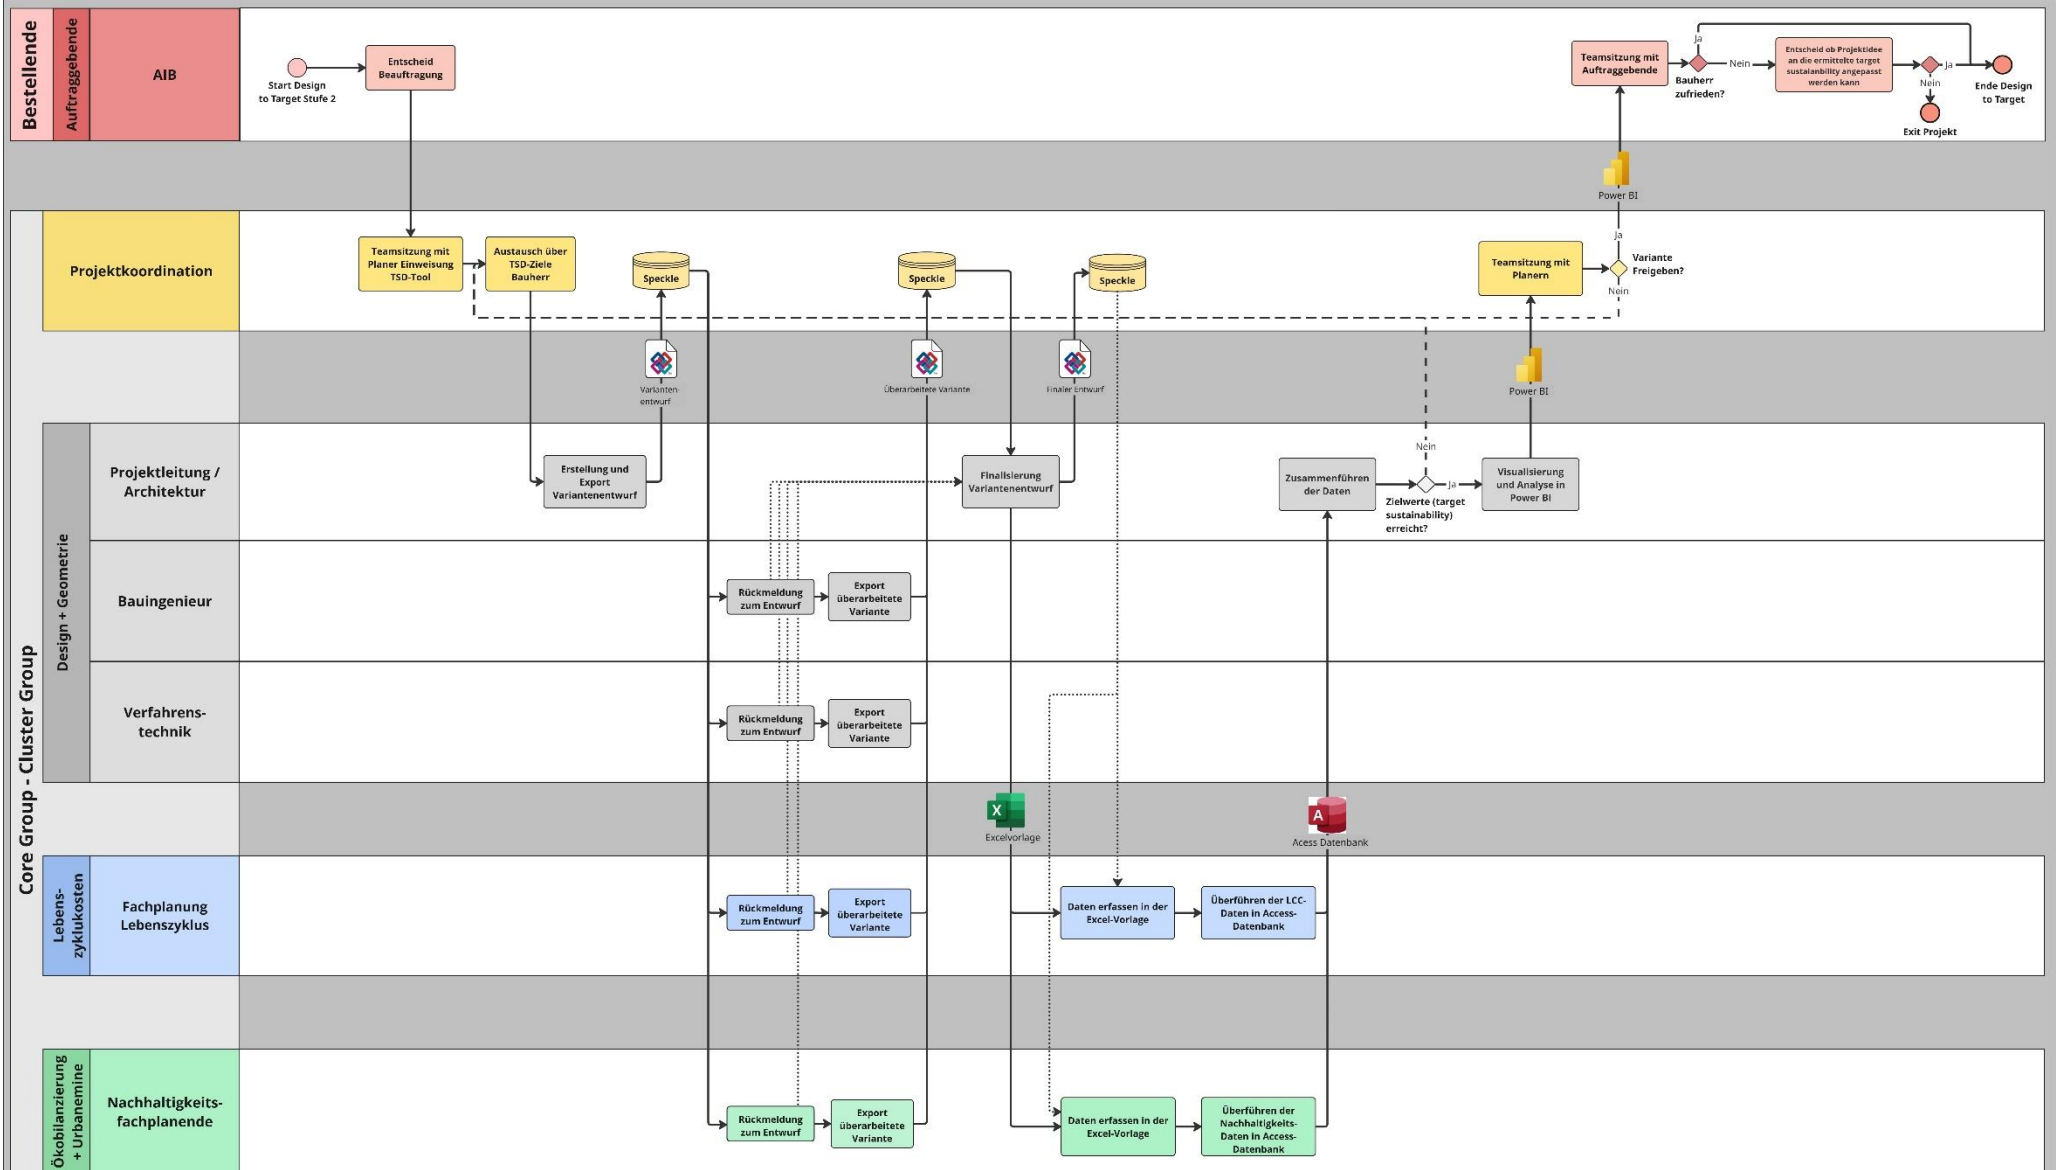 Bestellende
Auftraggebende
AIB
Start Design
to Target Stufe 2
Entscheid
Beauftragung
Teamsitzung mit
Auftraggebende
Ja
Bauherr
zufrieden?
Nein
Entscheid ob Projektidee
an die ermittelte target
sustainbility angepasst
werden kann
Ja
Nein
Exit Projekt
Ende Design
to Target
Power BI
Core Group - Cluster Group
Projektkoordination
Teamsitzung mit
Planer Einweisung
TSD-Tool
Austausch über
TSD-Ziele
Bauherr
Speckle
Speckle
Speckle
Teamsitzung mit
Planern
Ja
Variante
Freigeben?
Nein
Varianten-
entwurf
Überarbeitete Variante
Finaler Entwurf
Power BI
Design + Geometrie
Projektleitung /
Architektur
Erstellung und
Export
Variantenentwurf
Finalisierung
Variantenentwurf
Zusammenführen
der Daten
Nein
Ja
Zielwerte (target
sustainability)
erreicht?
Visualisierung
und Analyse in
Power BI
Bauingenieur
Rückmeldung
zum Entwurf
Export
überarbeitete
Variante
Verfahrens-
technik
Rückmeldung
zum Entwurf
Export
überarbeitete
Variante
X
Excelvorlage
A
Acess Datenbank
Lebens-
zyklukosten
Fachplanung
Lebenszyklus
Rückmeldung
zum Entwurf
Export
überarbeitete
Variante
Daten erfassen in der
Excel-Vorlage
Überführen der LCC-
Daten in Access-
Datenbank
Ökobilanzierung
+ Urbanemine
Nachhaltigkeits-
fachplanende
Rückmeldung
zum Entwurf
Export
überarbeitete
Variante
Daten erfassen in der
Excel-Vorlage
Überführen der
Nachhaltigkeits-
Daten in Access-
Datenbank